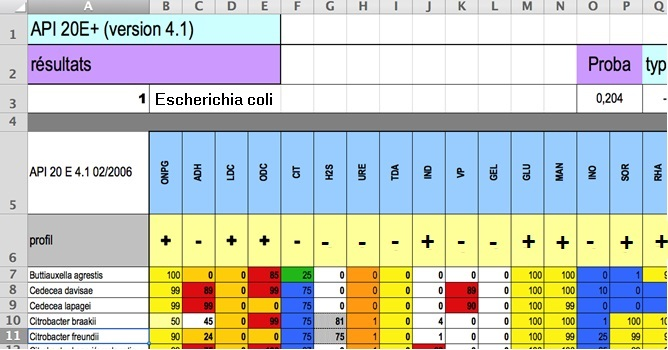 A B C D E F G H I J K L M N O P Q
1 API 20E+ (version 4.1)
2 résultats Proba typ
3 1 Escherichia coli 0,204 -
4
5 API 20 E 4.1 02/2006 ONPG ADH LDC ODC CIT H2S URE TDA IND VP GEL GLU MAN INO SOR RHA
6 profil + - + + - - - - + - - + + - + +
7 Buttiauxella agrestis 100 0 0 85 25 0 0 0 0 0 0 100 100 0 1 9
8 Cedecea davisae 99 89 0 99 75 0 0 0 0 89 0 100 100 10 0 0
9 Cedecea lapagei 99 99 0 0 75 0 0 0 0 90 0 100 99 0 0 0
10 Citrobacter braakii 50 45 0 99 75 81 1 0 4 0 0 100 100 1 100 10
11 Citrobacter freundii 90 24 0 0 75 75 1 0 1 0 0 100 99 25 99 99